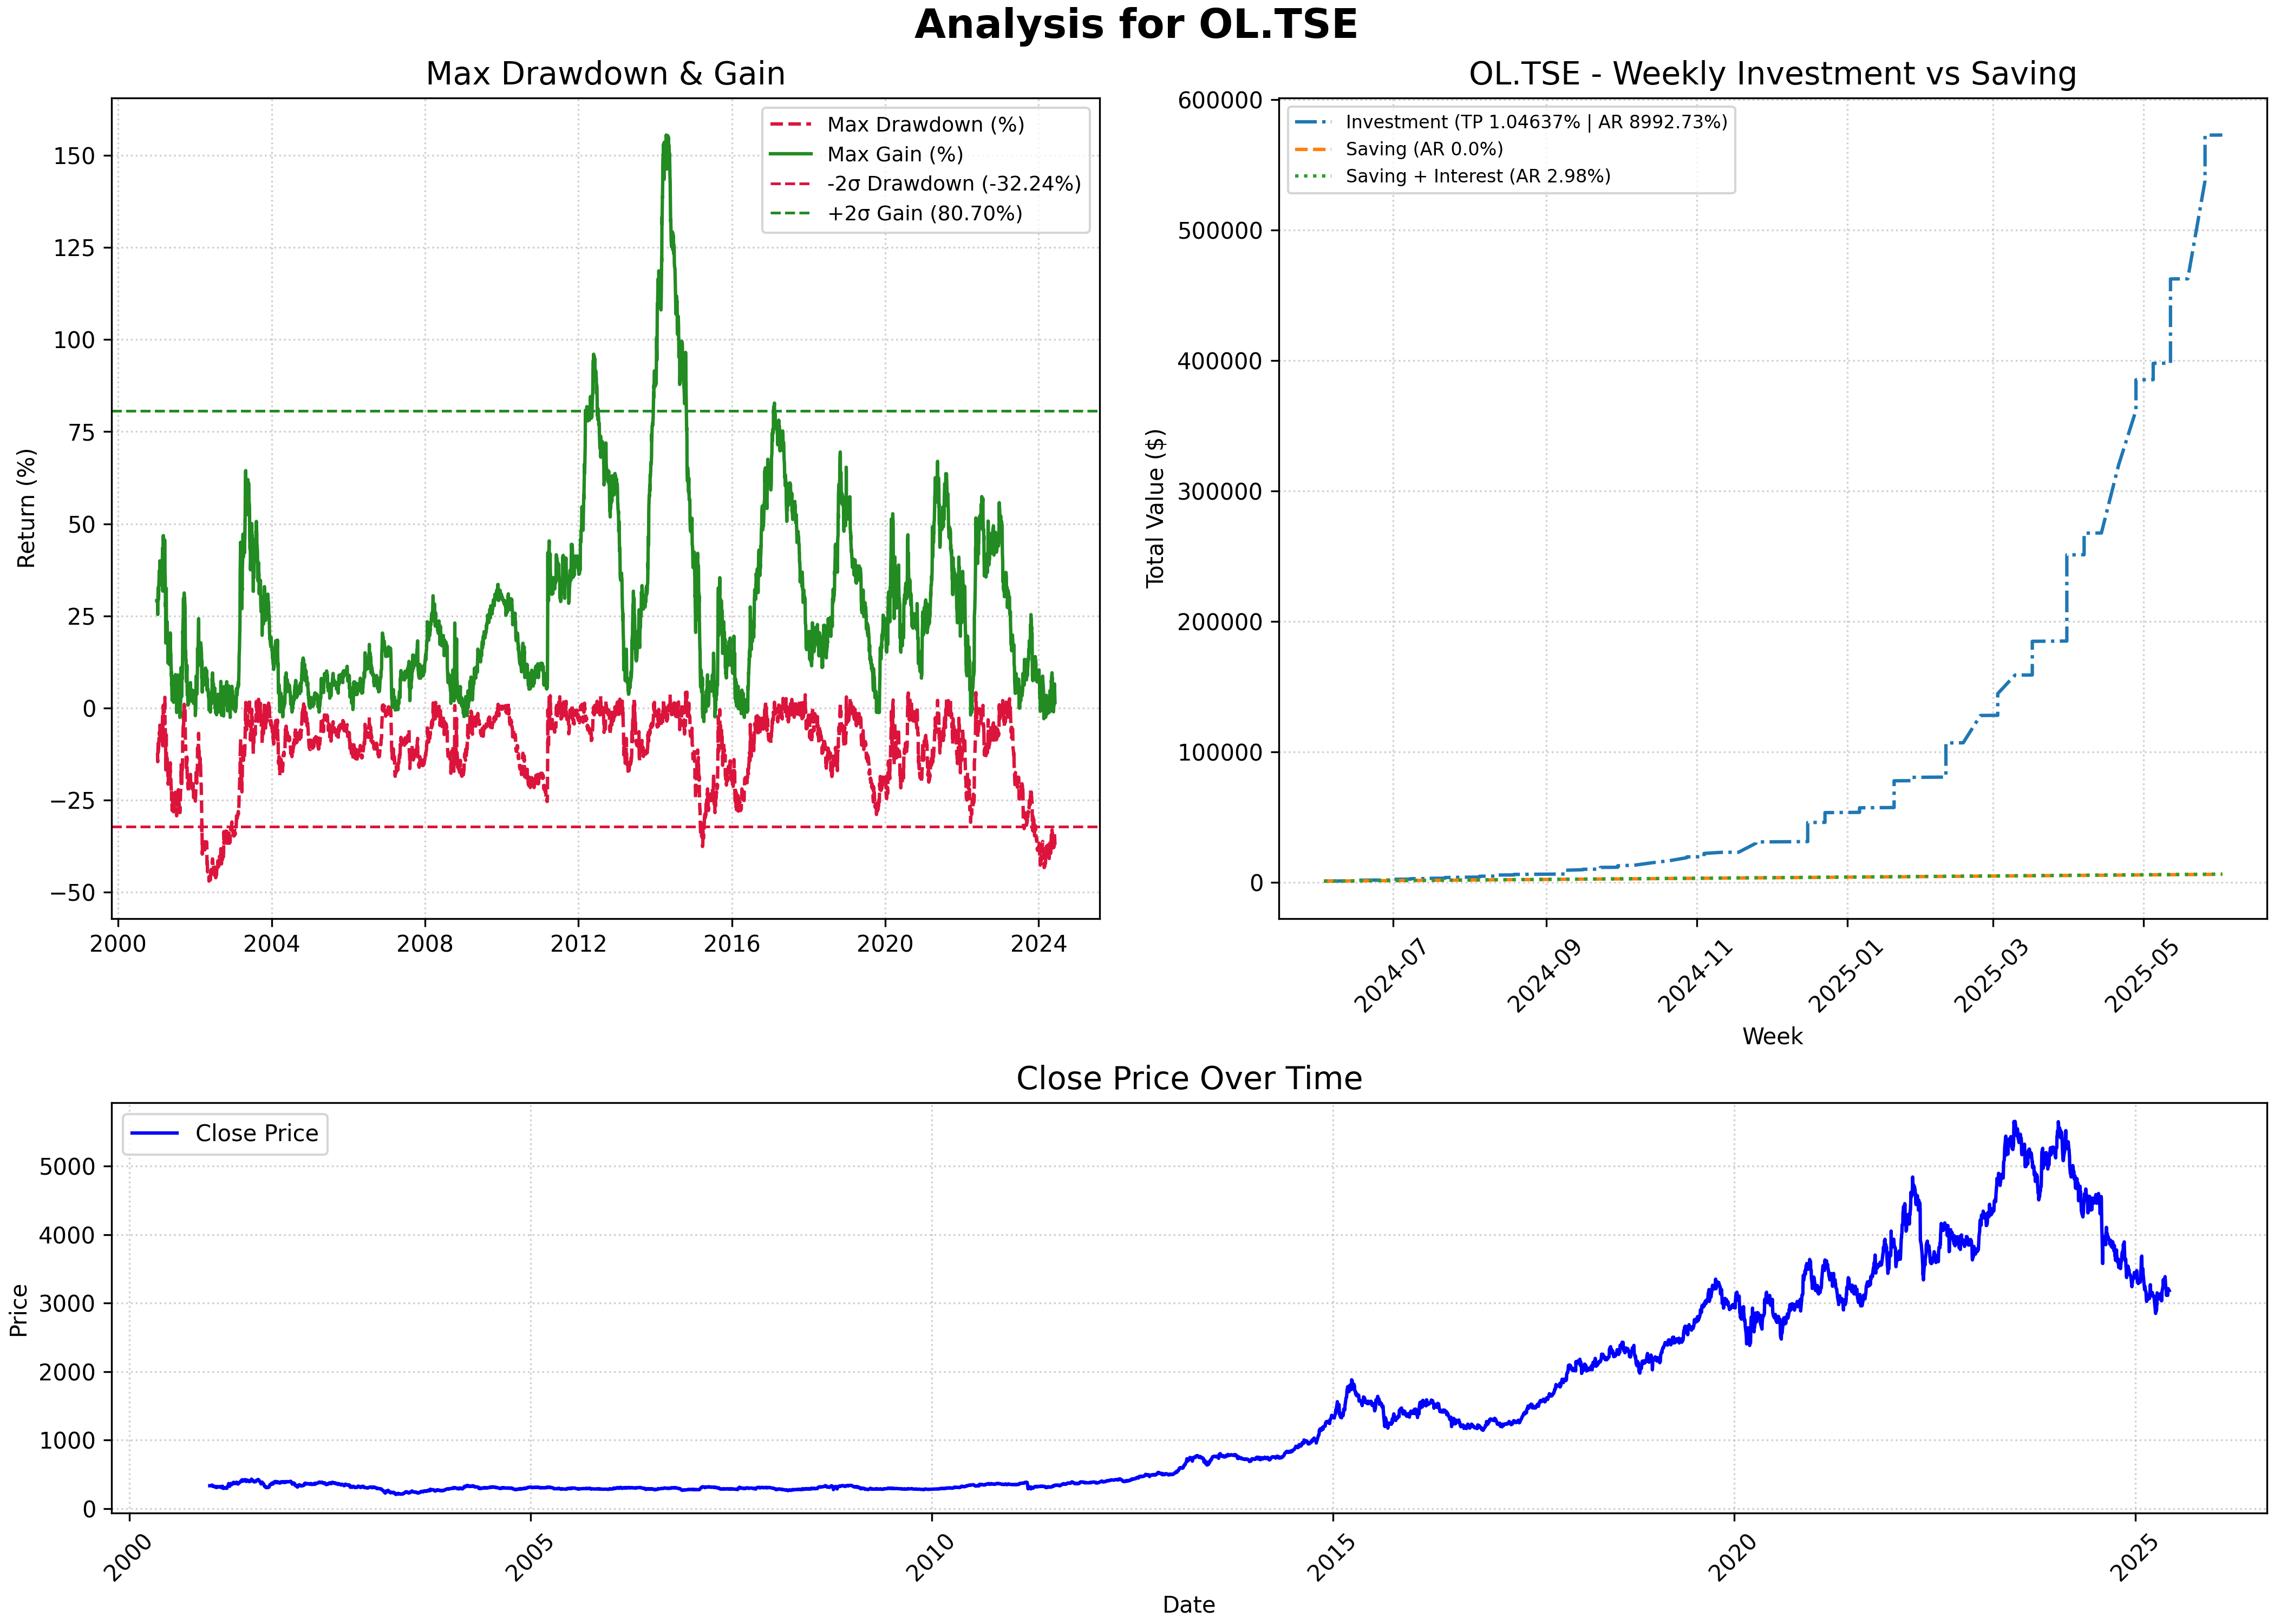 Analysis for OL.TSE
Max Drawdown & Gain
Return (%)
150
125
100
75
50
25
0
−25
−50
2000 2004 2008 2012 2016 2020 2024
Max Drawdown (%)
Max Gain (%)
-2σ Drawdown (-32.24%)
+2σ Gain (80.70%)
OL.TSE - Weekly Investment vs Saving
Total Value ($)
600000
500000
400000
300000
200000
100000
0
Investment (TP 1.04637% | AR 8992.73%)
Saving (AR 0.0%)
Saving + Interest (AR 2.98%)
2024-07 2024-09 2024-11 2025-01 2025-03 2025-05
Week
Close Price Over Time
Price
5000
4000
3000
2000
1000
0
Close Price
2000 2005 2010 2015 2020 2025
Date